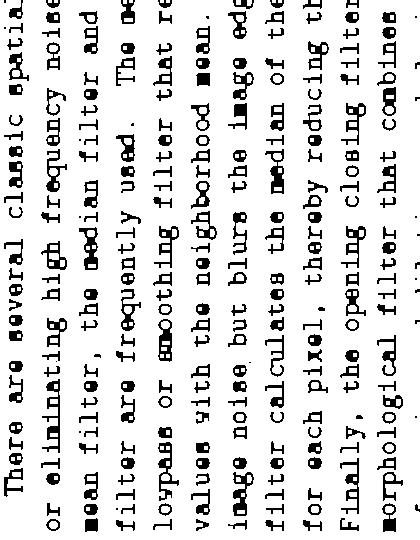 There are several classic spatial
or eliminating high frequency noise
mean filter, the median filter and
filter are frequently used. The me
lowpass or smoothing filter that re
values with the neighborhood mean.
image noise but blurs the image edg
filter calculates the median of the
for each pixel, thereby reducing th
Finally, the opening closing filter
morphological filter that combines